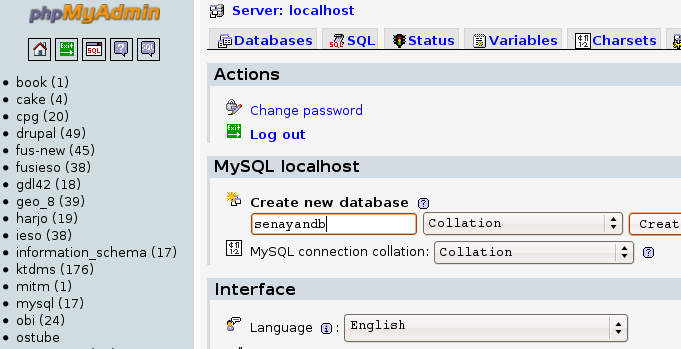 phpMyAdmin
SQL
SQL
book (1)
cake (4)
cpg (20)
drupal (49)
fus-new (45)
fusieso (38)
gdl42 (18)
geo_8 (39)
harjo (19)
ieso (38)
information_schema (17)
ktdms (176)
mitm (1)
mysql (17)
obi (24)
ostube
Server: localhost
Databases SQL Status Variables Charsets
Actions
Change password
Log out
MySQL localhost
Create new database
senayandb Collation Creat
MySQL connection collation: Collation
Interface
Language : English